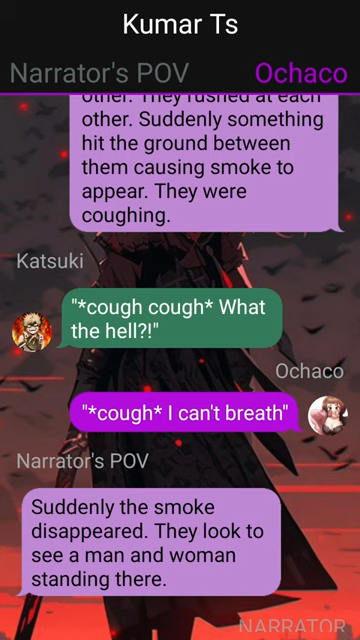 Kumar Ts
Narrator's POV Ochaco
other. They rushed at each
other. Suddenly something
hit the ground between
them causing smoke to
appear. They were
coughing.
Katsuki
"*cough cough* What
the hell?!"
Ochaco
"*cough* I can't breath"
Narrator's POV
Suddenly the smoke
disappeared. They look to
see a man and woman
standing there.
NARRATOR